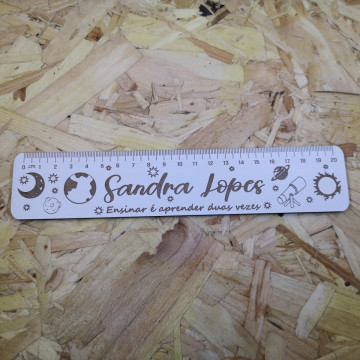 0 cm 1 2 3 4 5 6 7 8 9 10 11 12 13 14 15 16 17 18 19 20
Sandra Lopes
Ensinar é aprender duas vezes